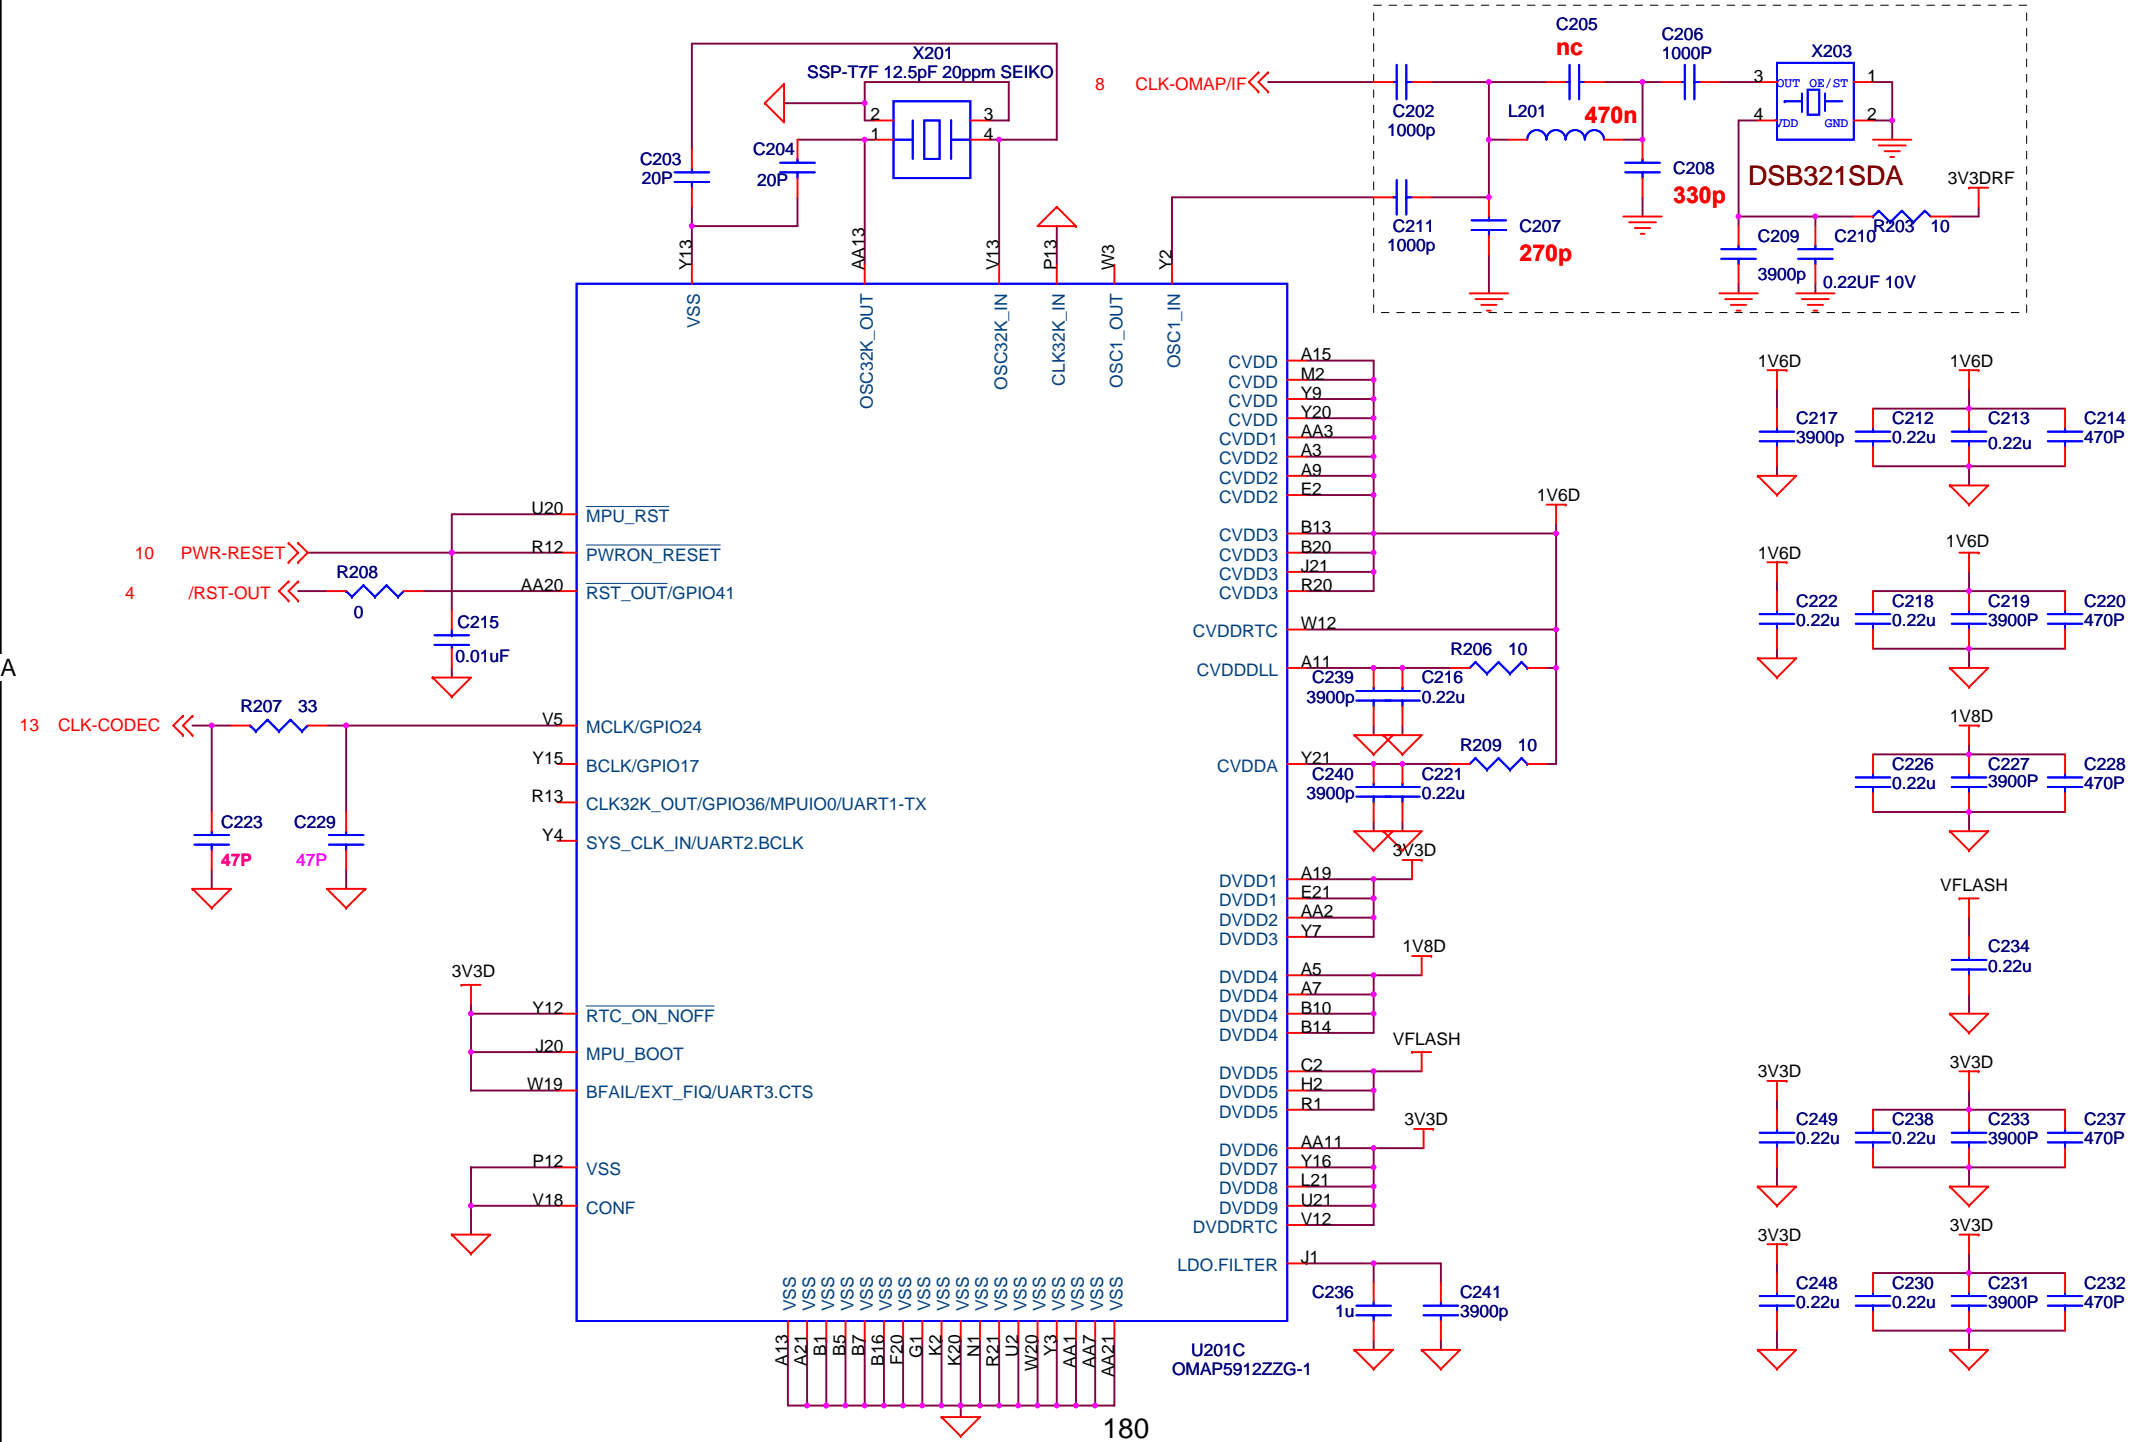 X201
SSP-T7F 12.5pF 20ppm SEIKO
2
3
1
4
C203
20P
C204
20P
8 CLK-OMAP/IF
C202
1000p
C205
nc
C206
1000P
X203
3 OUT OE/ST 1
4 VDD GND 2
L201
470n
DSB321SDA
C208
330p
3V3DRF
C211
1000p
C207
270p
R203 10
C209
3900p
C210
0.22UF 10V
Y13
AA13
V13
P13
W3
Y2
VSS
OSC32K_OUT
OSC32K_IN
CLK32K_IN
OSC1_OUT
OSC1_IN
CVDD A15
CVDD M2
CVDD Y9
CVDD Y20
CVDD1 AA3
CVDD2 A3
CVDD2 A9
CVDD2 E2
CVDD3 B13
CVDD3 B20
CVDD3 J21
CVDD3 R20
1V6D
CVDDRTC W12
CVDDDLL A11
R206 10
C239
3900p
C216
0.22u
CVDDA Y21
R209 10
C240
3900p
C221
0.22u
3V3D
DVDD1 A19
DVDD1 E21
DVDD2 AA2
DVDD3 Y7
1V8D
DVDD4 A5
DVDD4 A7
DVDD4 B10
DVDD4 B14
VFLASH
DVDD5 C2
DVDD5 H2
DVDD5 R1
3V3D
DVDD6 AA11
DVDD7 Y16
DVDD8 L21
DVDD9 U21
DVDDRTC V12
LDO.FILTER J1
C236
1u
C241
3900p
U201C
OMAP5912ZZG-1
U20 MPU_RST
10 PWR-RESET
R12 PWRON_RESET
4 /RST-OUT
R208
0
AA20 RST_OUT/GPIO41
C215
0.01uF
A
13 CLK-CODEC
R207 33
V5 MCLK/GPIO24
Y15 BCLK/GPIO17
R13 CLK32K_OUT/GPIO36/MPUIO0/UART1-TX
Y4 SYS_CLK_IN/UART2.BCLK
C223
47P
C229
47P
3V3D
Y12 RTC_ON_NOFF
J20 MPU_BOOT
W19 BFAIL/EXT_FIQ/UART3.CTS
P12 VSS
V18 CONF
VSS VSS VSS VSS VSS VSS VSS VSS VSS VSS VSS VSS VSS VSS VSS VSS VSS VSS
A13 A21 B1 B5 B7 B16 F20 G1 K2 K20 N1 R21 U2 W20 Y3 AA1 AA7 AA21
180
1V6D
C217
3900p
1V6D
C212
0.22u
C213
0.22u
C214
470P
1V6D
C222
0.22u
1V6D
C218
0.22u
C219
3900P
C220
470P
1V8D
C226
0.22u
C227
3900P
C228
470P
VFLASH
C234
0.22u
3V3D
C249
0.22u
3V3D
C238
0.22u
C233
3900P
C237
470P
3V3D
C248
0.22u
3V3D
C230
0.22u
C231
3900P
C232
470P